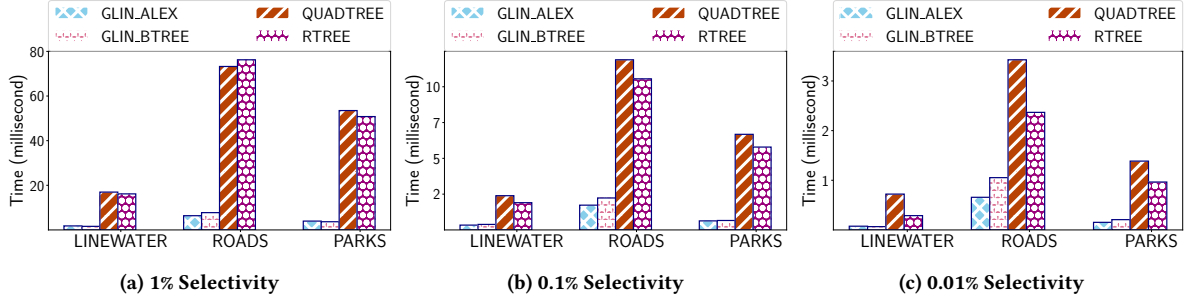 GLIN_ALEX QUADTREE
GLIN_BTREE RTREE
80
60
40
20
Time (millisecond)
LINEWATER ROADS PARKS
(a) 1% Selectivity
GLIN_ALEX QUADTREE
GLIN_BTREE RTREE
10
7
5
2
Time (millisecond)
LINEWATER ROADS PARKS
(b) 0.1% Selectivity
GLIN_ALEX QUADTREE
GLIN_BTREE RTREE
3
2
1
Time (millisecond)
LINEWATER ROADS PARKS
(c) 0.01% Selectivity